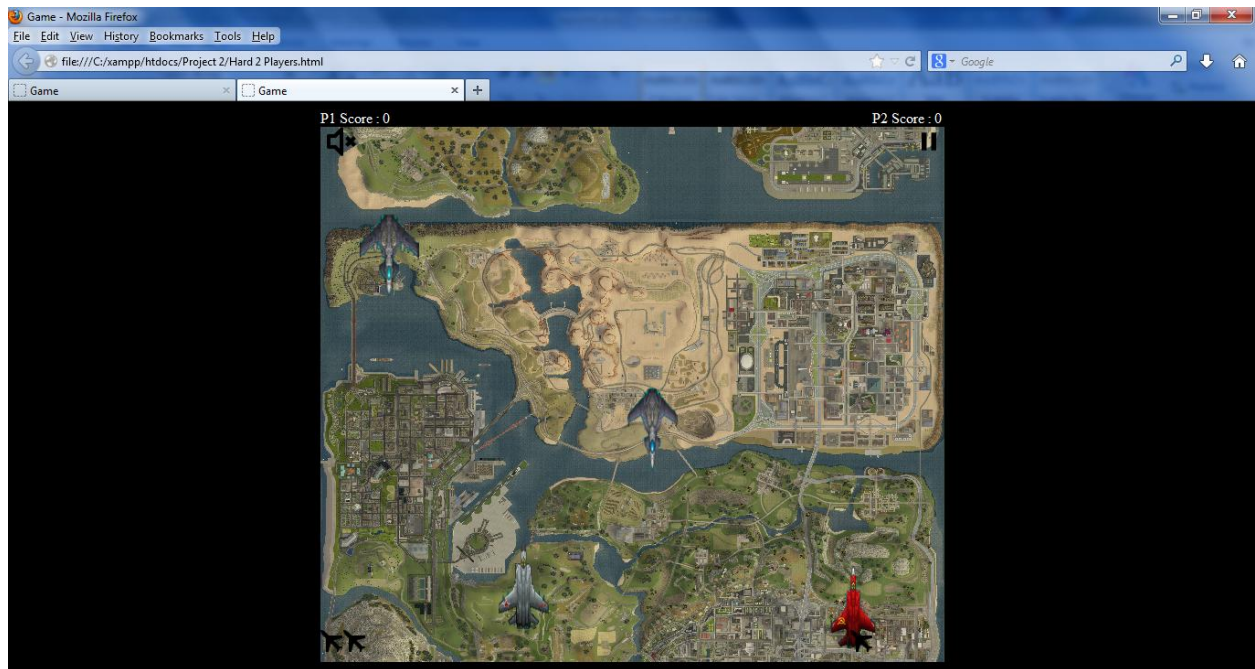 Game - Mozilla Firefox
File Edit View History Bookmarks Tools Help
file:///C:/xampp/htdocs/Project 2/Hard 2 Players.html
Google
Game
Game
P1 Score : 0
P2 Score : 0